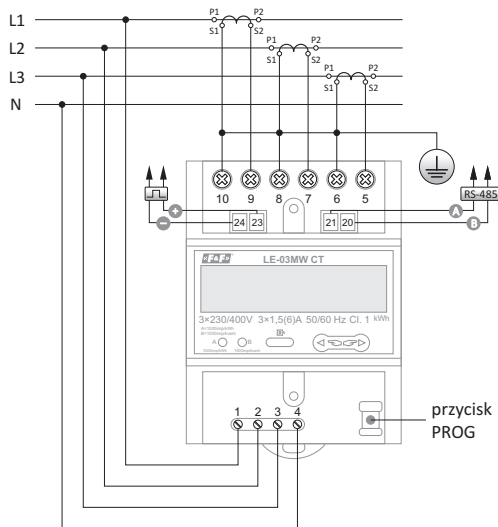 L1
P1 P2
S1 S2
L2
P1 P2
S1 S2
L3
P1 P2
S1 S2
N
10 9 8 7 6 5
RS-485
+ A
24 23 21 20
− B
F&F LE-03MW CT
3×230/400V 3×1,5(6)A 50/60 Hz Cl. 1 kWh
A B
1 2 3 4
przycisk
PROG